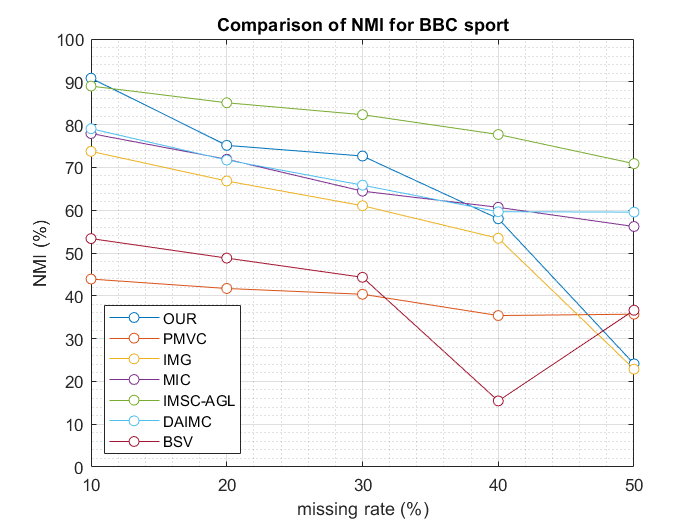 Comparison of NMI for BBC sport
100
90
80
70
60
50
40
30
20
10
0
NMI (%)
OUR
PMVC
IMG
MIC
IMSC-AGL
DAIMC
BSV
10 20 30 40 50
missing rate (%)